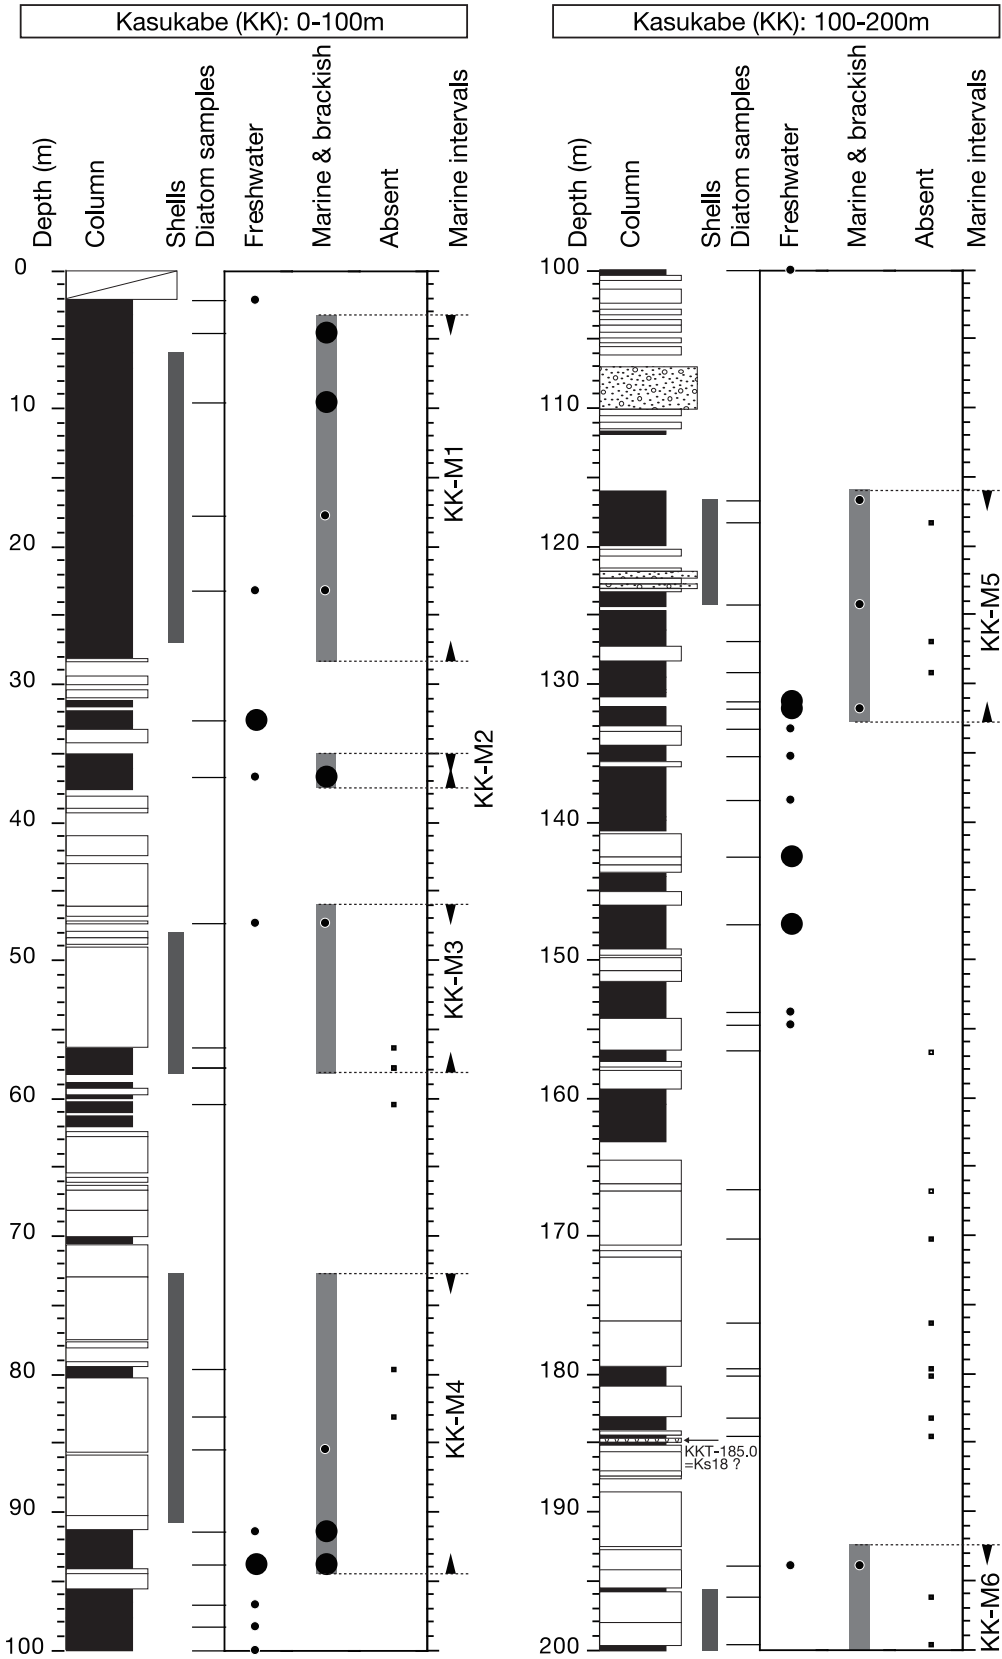 Kasukabe (KK): 0-100m
Depth (m)
Column
Shells
Diatom samples
Freshwater
Marine & brackish
Absent
Marine intervals
0
10
20
30
40
50
60
70
80
90
100
KK-M1
KK-M2
KK-M3
KK-M4
Kasukabe (KK): 100-200m
Depth (m)
Column
Shells
Diatom samples
Freshwater
Marine & brackish
Absent
Marine intervals
100
110
120
130
140
150
160
170
180
190
200
KK-M5
KKT-185.0
=Ks18 ?
KK-M6